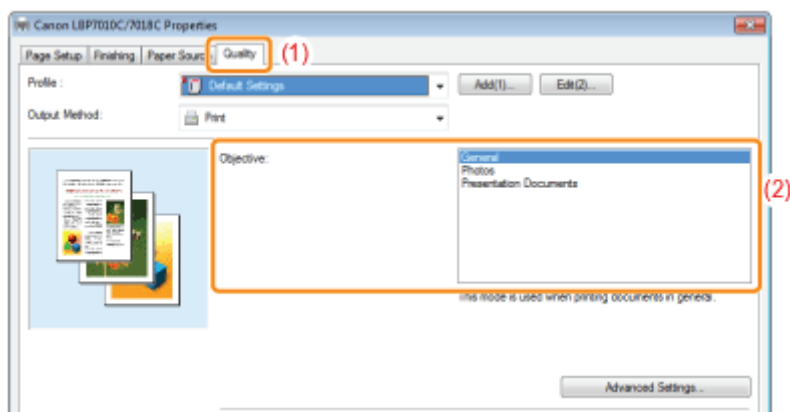 Canon LBP7010C/7018C Properties
Page Setup Finishing Paper Source Quality (1)
Profile : Default Settings Add(1)... Edit(2)...
Output Method: Print
Objective: General
Photos
Presentation Documents
(2)
This mode is used when printing documents in general.
Advanced Settings...